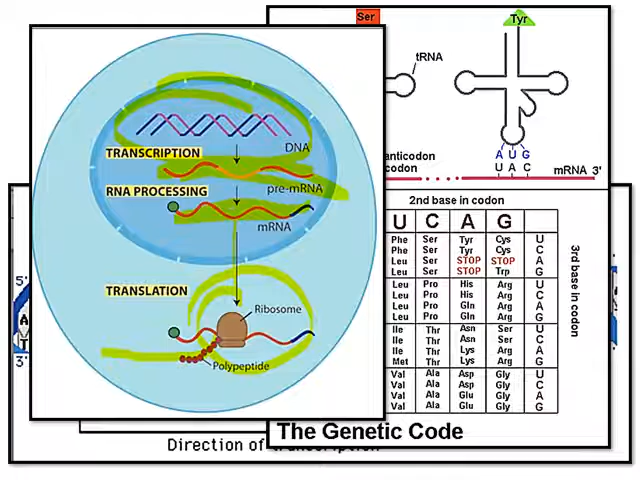 Ser
Tyr
tRNA
A U G
U A C
anticodon
codon
mRNA 3'
DNA
TRANSCRIPTION
pre-mRNA
RNA PROCESSING
mRNA
TRANSLATION
Ribosome
Polypeptide
2nd base in codon
U C A G
Phe Ser Tyr Cys U
Phe Ser Tyr Cys C
Leu Ser STOP STOP A
Leu Ser STOP Trp G
Leu Pro His Arg U
Leu Pro His Arg C
Leu Pro Gln Arg A
Leu Pro Gln Arg G
Ile Thr Asn Ser U
Ile Thr Asn Ser C
Ile Thr Lys Arg A
Met Thr Lys Arg G
Val Ala Asp Gly U
Val Ala Asp Gly C
Val Ala Glu Gly A
Val Ala Glu Gly G
3rd base in codon
The Genetic Code
5'
A
T
3'
Direction of transcription